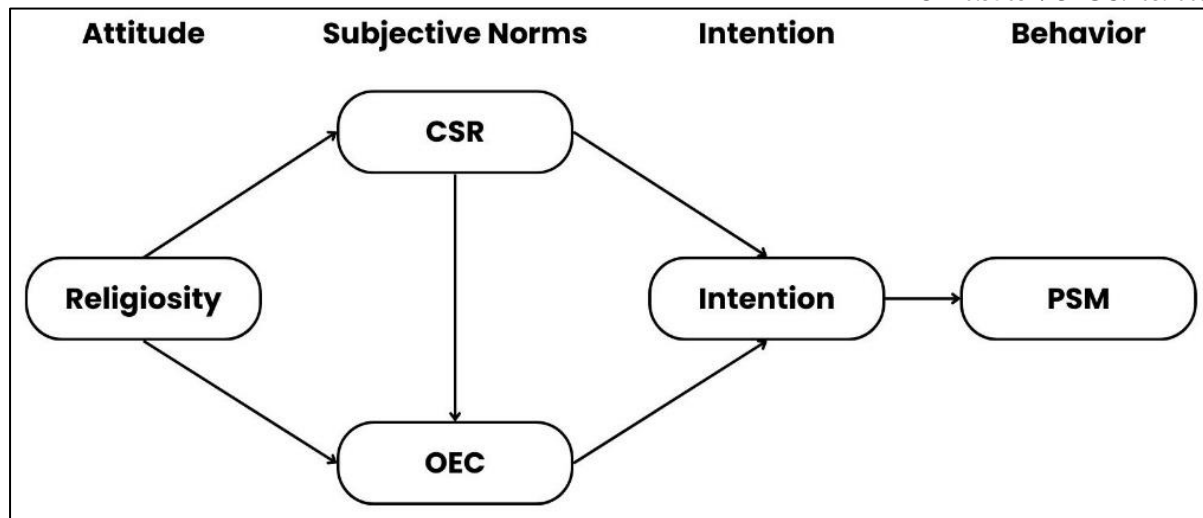 Attitude Subjective Norms Intention Behavior
CSR
Religiosity Intention PSM
OEC